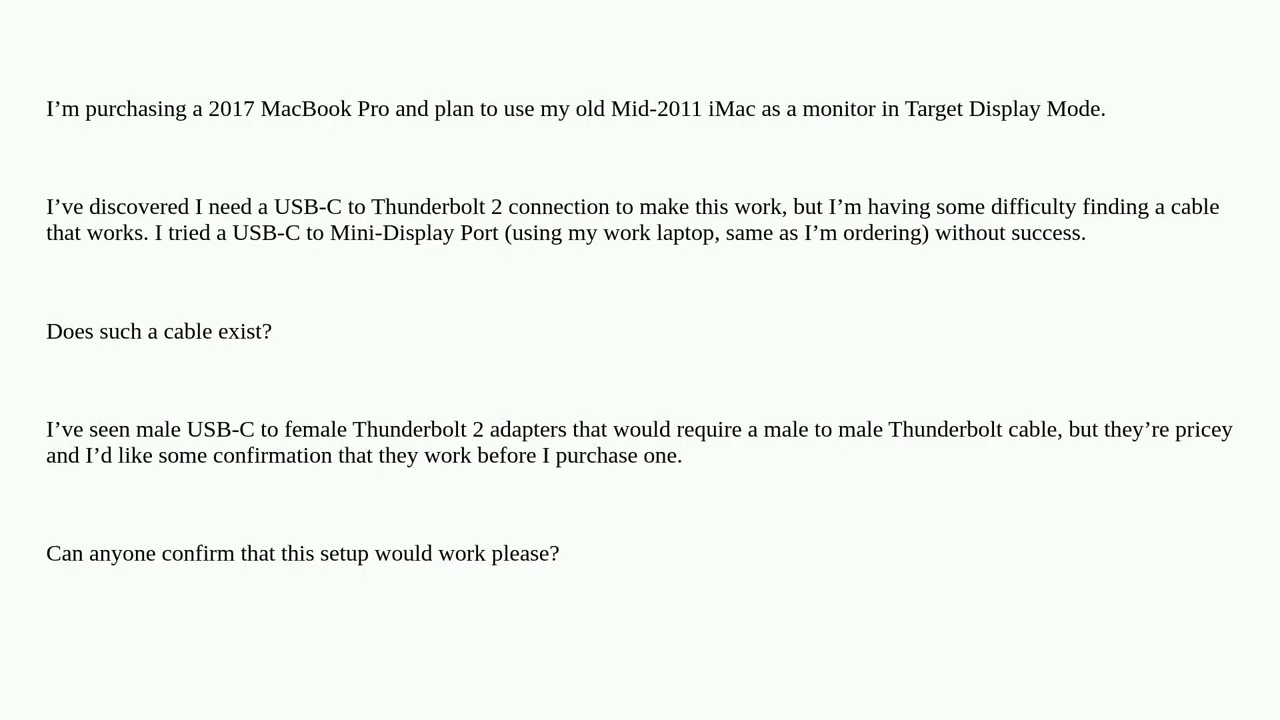 I’m purchasing a 2017 MacBook Pro and plan to use my old Mid-2011 iMac as a monitor in Target Display Mode.
I’ve discovered I need a USB-C to Thunderbolt 2 connection to make this work, but I’m having some difficulty finding a cable
that works. I tried a USB-C to Mini-Display Port (using my work laptop, same as I’m ordering) without success.
Does such a cable exist?
I’ve seen male USB-C to female Thunderbolt 2 adapters that would require a male to male Thunderbolt cable, but they’re pricey
and I’d like some confirmation that they work before I purchase one.
Can anyone confirm that this setup would work please?